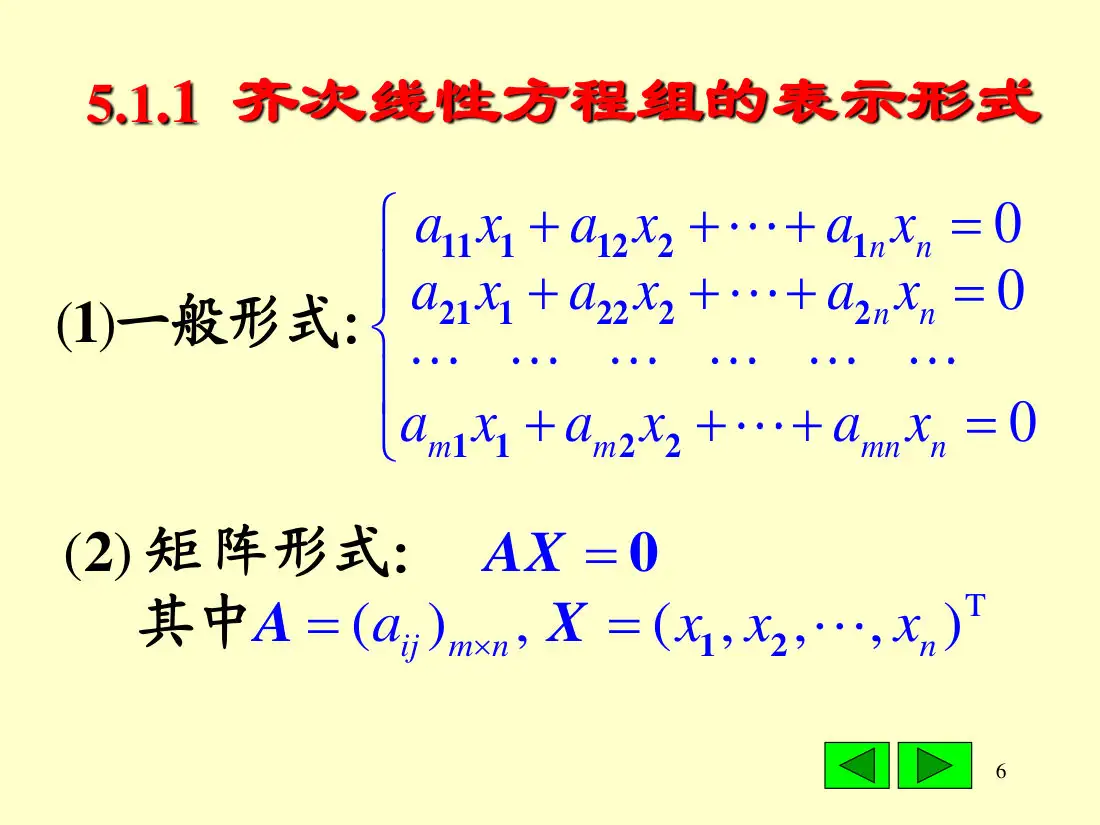 5.1.1 齐次线性方程组的表示形式
a₁₁x₁ + a₁₂x₂ + ⋯ + a₁ₙxₙ = 0
(1)一般形式:
a₂₁x₁ + a₂₂x₂ + ⋯ + a₂ₙxₙ = 0
⋯ ⋯ ⋯ ⋯ ⋯ ⋯
aₘ₁x₁ + aₘ₂x₂ + ⋯ + aₘₙxₙ = 0
(2) 矩阵形式: AX = 0
其中A = (aᵢⱼ)ₘ×ₙ, X = (x₁, x₂, ⋯, xₙ)ᵀ
6